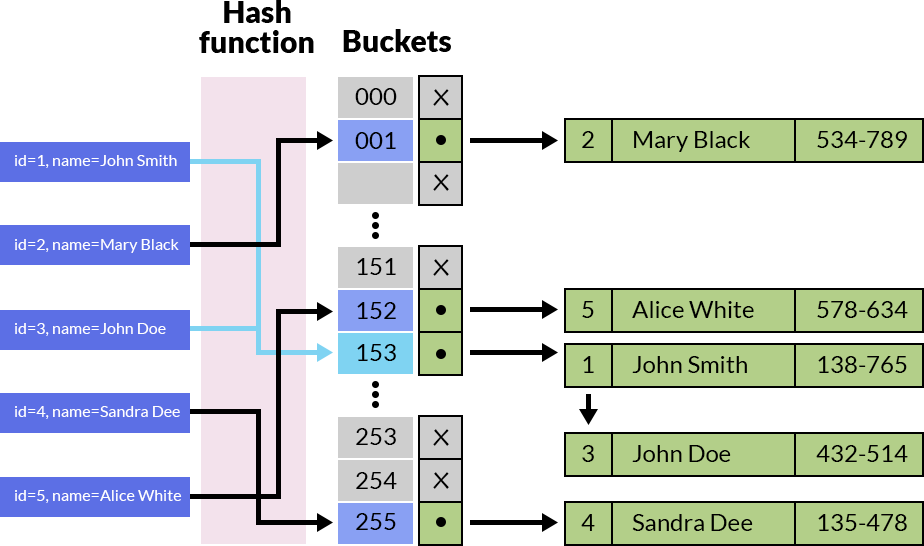 Hash
function
Buckets
id=1, name=John Smith
id=2, name=Mary Black
id=3, name=John Doe
id=4, name=Sandra Dee
id=5, name=Alice White
000
001
151
152
153
253
254
255
2 Mary Black 534-789
5 Alice White 578-634
1 John Smith 138-765
3 John Doe 432-514
4 Sandra Dee 135-478